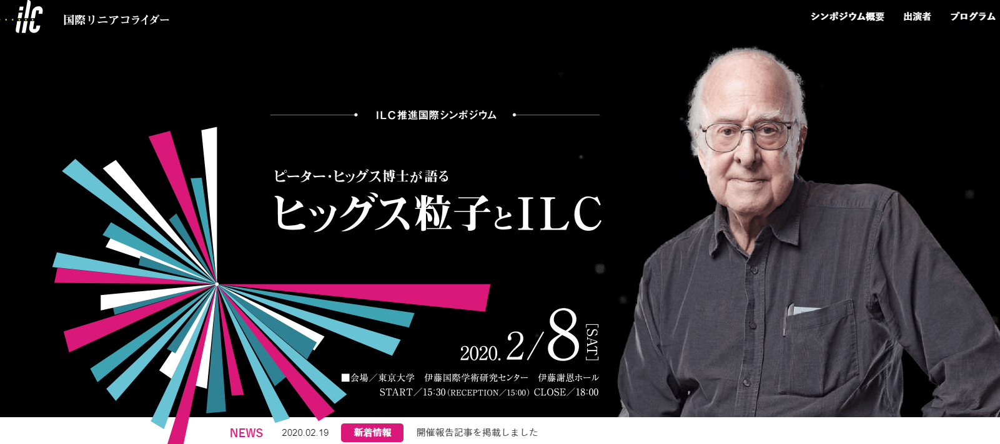 ilc
国際リニアコライダー
シンポジウム概要 出演者 プログラム
ILC推進国際シンポジウム
ピーター・ヒッグス博士が語る
ヒッグス粒子とILC
2020. 2/8 [SAT]
■会場／東京大学 伊藤国際学術研究センター 伊藤謝恩ホール
START／15:30(RECEPTION／15:00) CLOSE／18:00
NEWS 2020.02.19 新着情報 開催報告記事を掲載しました